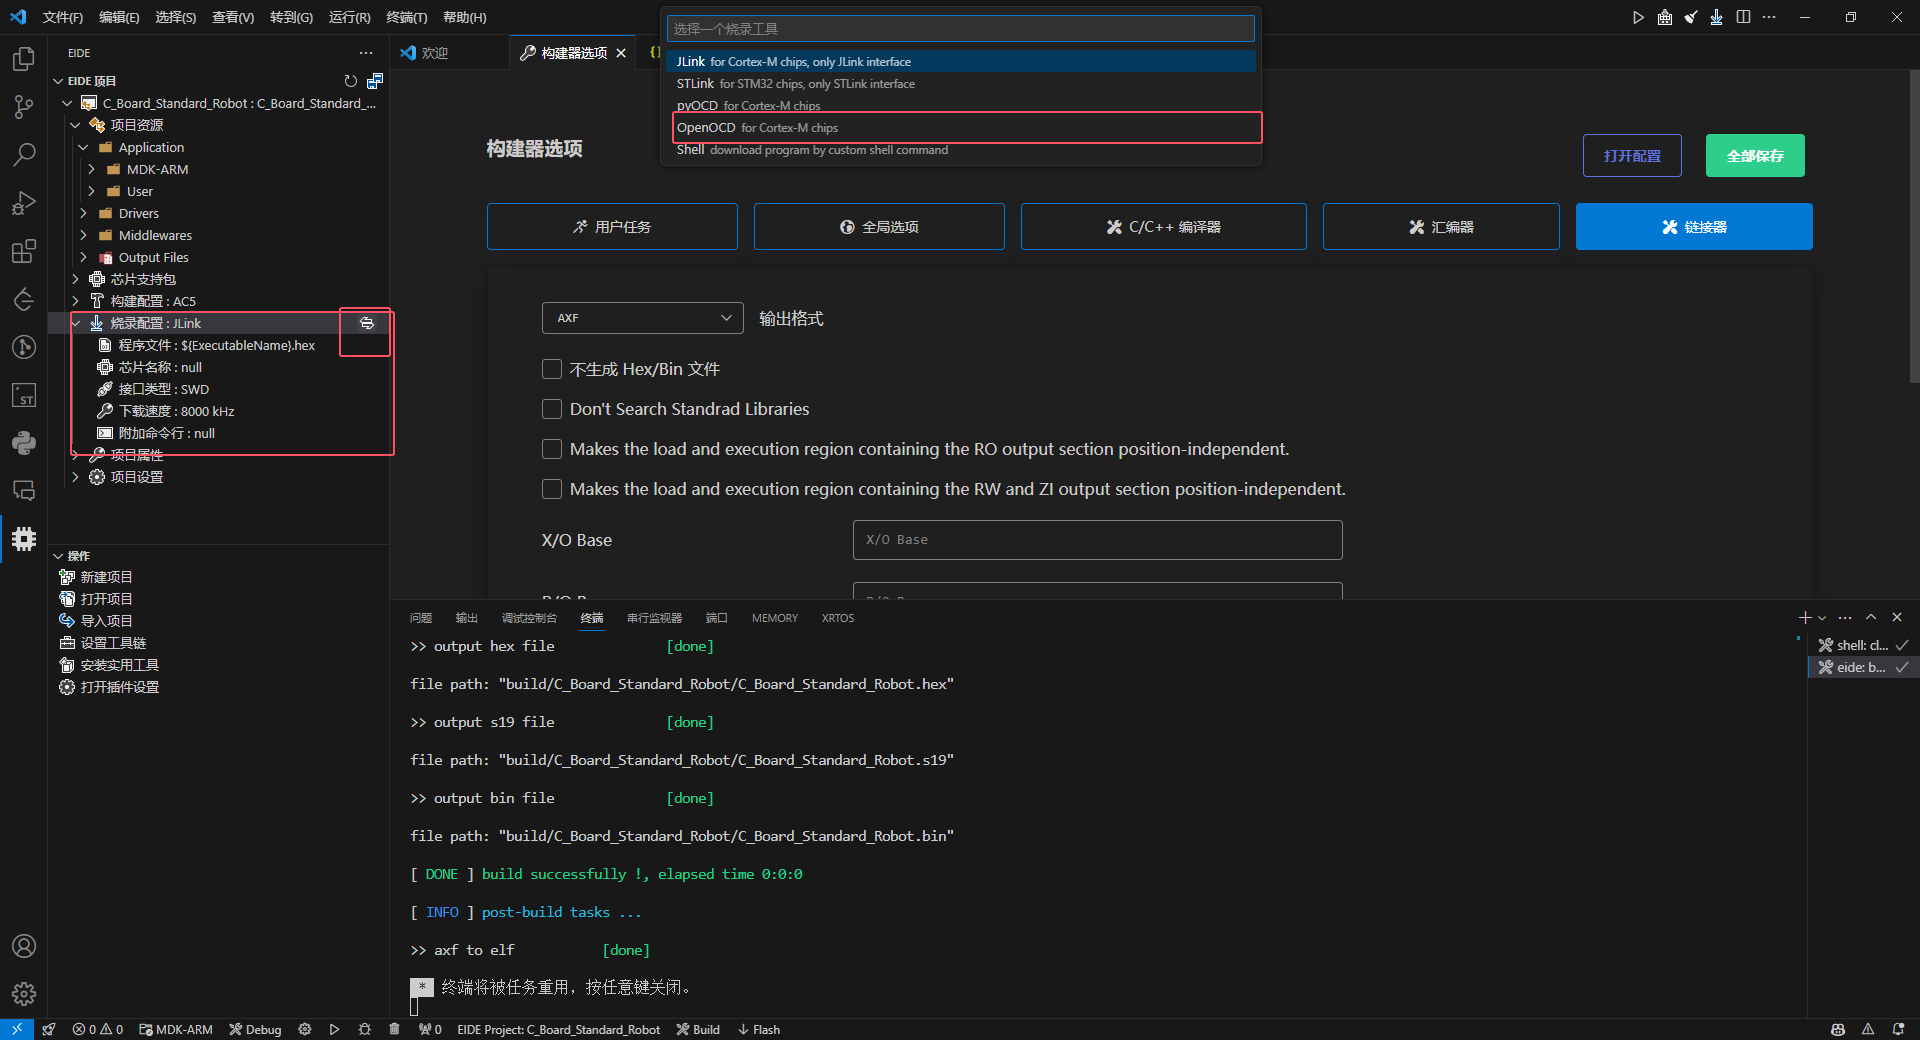 文件(F) 编辑(E) 选择(S) 查看(V) 转到(G) 运行(R) 终端(T) 帮助(H)
选择一个烧录工具
JLink for Cortex-M chips, only JLink interface
STLink for STM32 chips, only STLink interface
pyOCD for Cortex-M chips
OpenOCD for Cortex-M chips
Shell download program by custom shell command
EIDE
EIDE 项目
C_Board_Standard_Robot : C_Board_Standard_...
项目资源
Application
MDK-ARM
User
Drivers
Middlewares
Output Files
芯片支持包
构建配置 : AC5
烧录配置 : JLink
程序文件 : ${ExecutableName}.hex
芯片名称 : null
接口类型 : SWD
下载速度 : 8000 kHz
附加命令行 : null
项目属性
项目设置
操作
新建项目
打开项目
导入项目
设置工具链
安装实用工具
打开插件设置
欢迎 构建器选项
构建器选项
打开配置 全部保存
用户任务 全局选项 C/C++ 编译器 汇编器 链接器
AXF 输出格式
不生成 Hex/Bin 文件
Don't Search Standrad Libraries
Makes the load and execution region containing the RO output section position-independent.
Makes the load and execution region containing the RW and ZI output section position-independent.
X/O Base X/O Base
问题 输出 调试控制台 终端 串行监视器 端口 MEMORY XRTOS
>> output hex file [done]
file path: "build/C_Board_Standard_Robot/C_Board_Standard_Robot.hex"
>> output s19 file [done]
file path: "build/C_Board_Standard_Robot/C_Board_Standard_Robot.s19"
>> output bin file [done]
file path: "build/C_Board_Standard_Robot/C_Board_Standard_Robot.bin"
[ DONE ] build successfully !, elapsed time 0:0:0
[ INFO ] post-build tasks ...
>> axf to elf [done]
* 终端将被任务重用，按任意键关闭。
shell: cl...
eide: b...
0 0 MDK-ARM Debug 0 EIDE Project: C_Board_Standard_Robot Build Flash